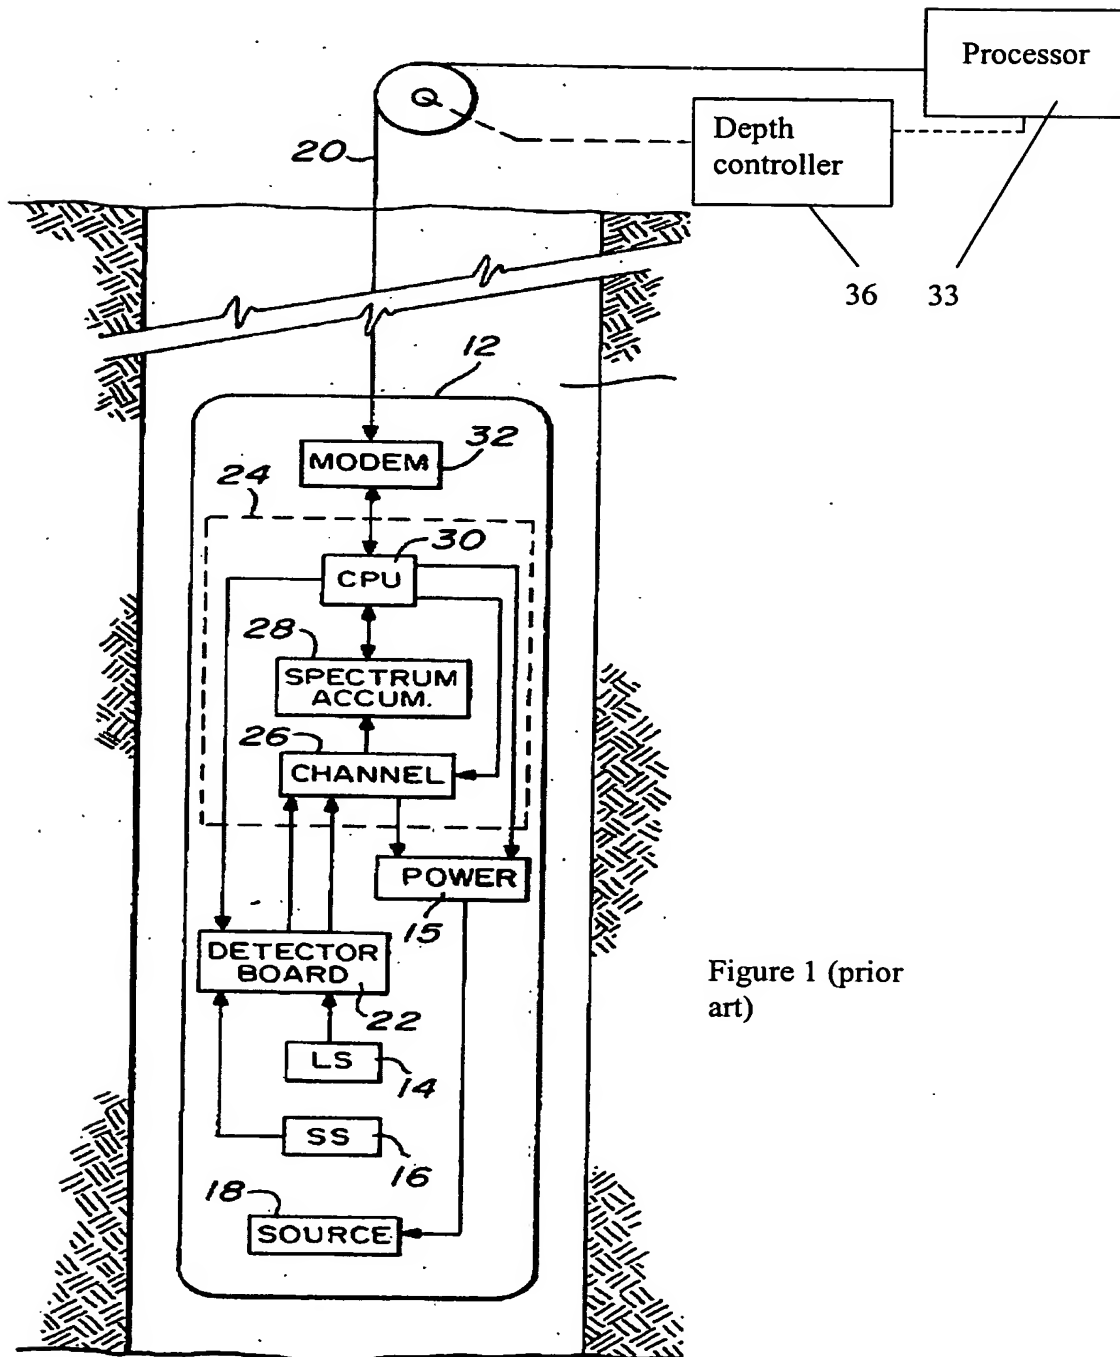 Processor
Depth
controller
20
36 33
12
MODEM
32
24
30
CPU
28
SPECTRUM
ACCUM.
26
CHANNEL
POWER
15
DETECTOR
BOARD
22
Figure 1 (prior
art)
LS
14
SS
16
18
SOURCE